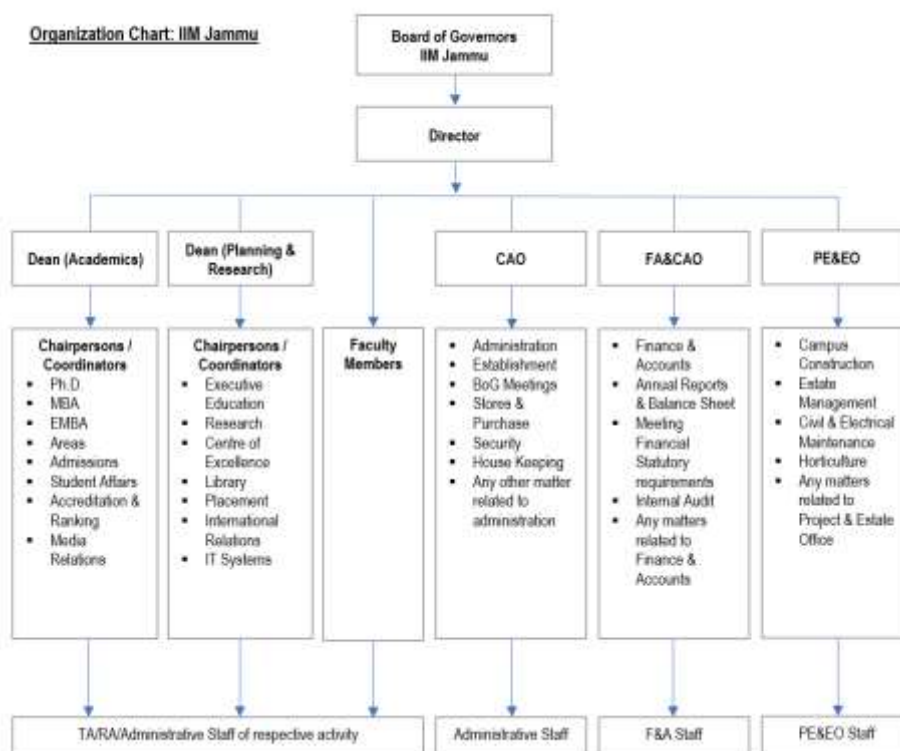 Organization Chart: IIM Jammu
Board of Governors
IIM Jammu
Director
Dean (Academics)
Dean (Planning &
Research)
CAO
FA&CAO
PE&EO
Chairpersons /
Coordinators
▪ Ph.D
▪ MBA
▪ EMBA
▪ Areas
▪ Admissions
▪ Student Affairs
▪ Accreditation &
Ranking
▪ Media
Relations
Chairpersons /
Coordinators
▪ Executive
Education
▪ Research
▪ Centre of
Excellence
▪ Library
▪ Placement
▪ International
Relations
▪ IT Systems
Faculty
Members
▪ Administration
▪ Establishment
▪ BoG Meetings
▪ Stores &
Purchase
▪ Security
▪ House Keeping
▪ Any other matter
related to
administration
▪ Finance &
Accounts
▪ Annual Reports
& Balance Sheet
▪ Meeting
Financial
Statutory
requirements
▪ Internal Audit
▪ Any matters
related to
Finance &
Accounts
▪ Campus
Construction
▪ Estate
Management
▪ Civil & Electrical
Maintenance
▪ Horticulture
▪ Any matters
related to
Project & Estate
Office
TA/RA/Administrative Staff of respective activity
Administrative Staff
F&A Staff
PE&EO Staff